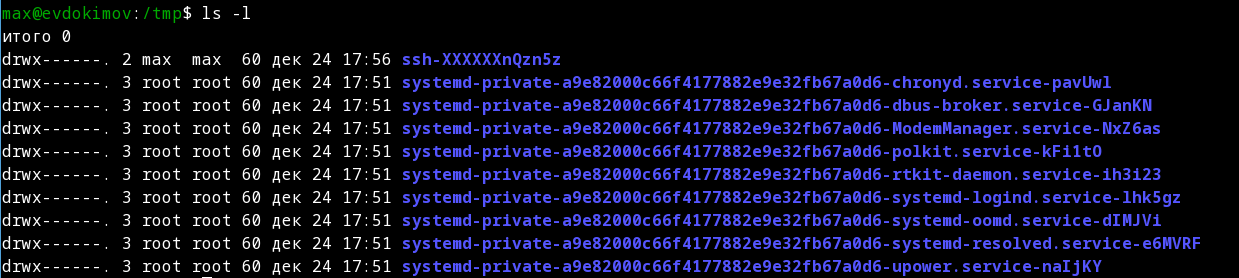 max@evdokimov:/tmp$ ls -l
итого 0
drwx------. 2 max  max  60 дек 24 17:56 ssh-XXXXXXnQzn5z
drwx------. 3 root root 60 дек 24 17:51 systemd-private-a9e82000c66f4177882e9e32fb67a0d6-chronyd.service-pavUwl
drwx------. 3 root root 60 дек 24 17:51 systemd-private-a9e82000c66f4177882e9e32fb67a0d6-dbus-broker.service-GJanKN
drwx------. 3 root root 60 дек 24 17:51 systemd-private-a9e82000c66f4177882e9e32fb67a0d6-ModemManager.service-NxZ6as
drwx------. 3 root root 60 дек 24 17:51 systemd-private-a9e82000c66f4177882e9e32fb67a0d6-polkit.service-kFi1tO
drwx------. 3 root root 60 дек 24 17:51 systemd-private-a9e82000c66f4177882e9e32fb67a0d6-rtkit-daemon.service-ih3i23
drwx------. 3 root root 60 дек 24 17:51 systemd-private-a9e82000c66f4177882e9e32fb67a0d6-systemd-logind.service-lhk5gz
drwx------. 3 root root 60 дек 24 17:51 systemd-private-a9e82000c66f4177882e9e32fb67a0d6-systemd-oomd.service-dIMJVi
drwx------. 3 root root 60 дек 24 17:51 systemd-private-a9e82000c66f4177882e9e32fb67a0d6-systemd-resolved.service-e6MVRF
drwx------. 3 root root 60 дек 24 17:51 systemd-private-a9e82000c66f4177882e9e32fb67a0d6-upower.service-naIjKY